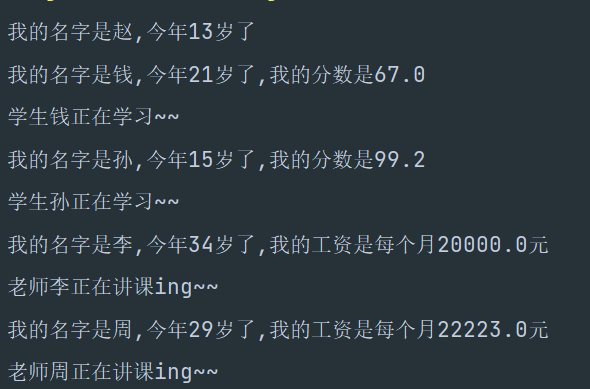 我的名字是赵,今年13岁了
我的名字是钱,今年21岁了,我的分数是67.0
学生钱正在学习~~
我的名字是孙,今年15岁了,我的分数是99.2
学生孙正在学习~~
我的名字是李,今年34岁了,我的工资是每个月20000.0元
老师李正在讲课ing~~
我的名字是周,今年29岁了,我的工资是每个月22223.0元
老师周正在讲课ing~~